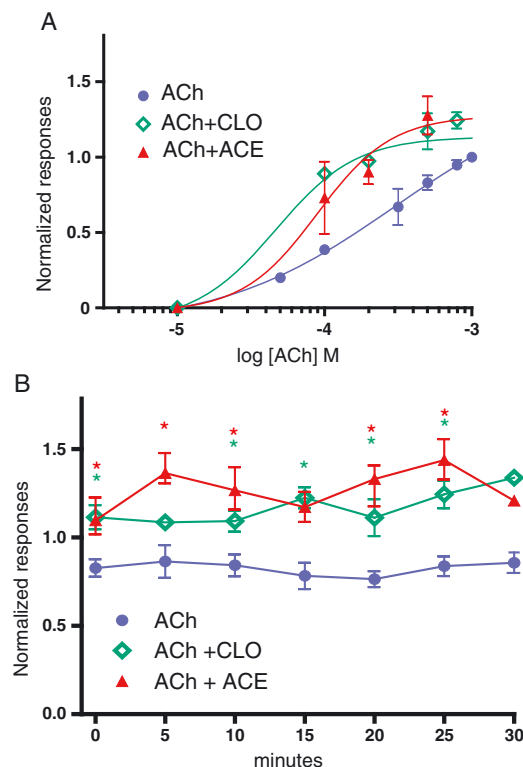 A
Normalized responses
1.5
1.0
0.5
0
ACh
ACh+CLO
ACh+ACE
-5
-4
-3
log [ACh] M
B
Normalized responses
1.5
1.0
0.5
0.0
* * * * *
* * * * *
ACh
ACh +CLO
ACh + ACE
0 5 10 15 20 25 30
minutes